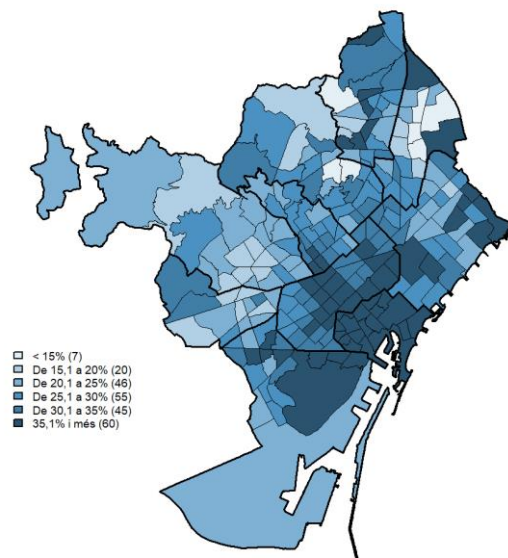 < 15% (7)
De 15,1 a 20% (20)
De 20,1 a 25% (46)
De 25,1 a 30% (55)
De 30,1 a 35% (45)
35,1% i més (60)